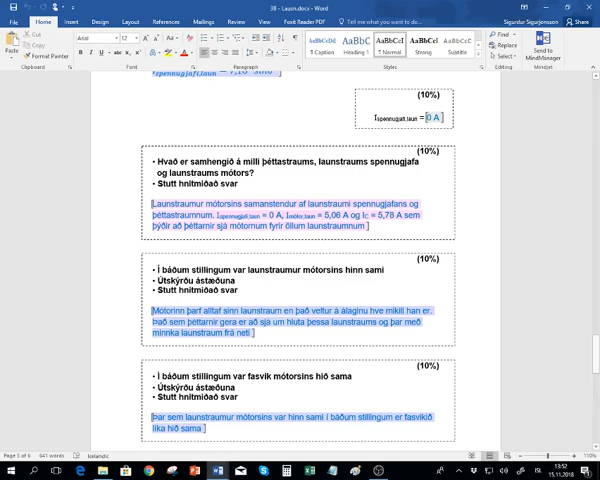 38 - Lausn.docx - Word
Sigurdur Sigurjonsson
File Home Insert Draw Design Layout References Mailings Review View Foxit Reader PDF Tell me what you want to do... Share
Paste
Cut
Copy
Format Painter
Clipboard
Arial 12
Font
Paragraph
AaBbCcDdE AaBbC AaBbCcI AaBbCcI AaBbCcD
¶ Caption Heading 1 ¶ Normal Strong Subtitle
Styles
Find
Replace
Select
Editing
Send to
MindManager
Mindjet
(10%)
Ispennugjafi,laun = [0 A ]
(10%)
• Hvað er samhengið á milli þéttastraums, launstraums spennugjafa
og launstraums mótors?
• Stutt hnitmiðað svar
[Launstraumur mótorsins samanstendur af launstraumi spennugjafans og
þéttastraumnum. Ispennugjafi,laun = 0 A, Imótor,laun = 5,06 A og IC = 5,78 A sem
þýðir að þéttarnir sjá mótornum fyrir öllum launstraumnum ]
(10%)
• Í báðum stillingum var launstraumur mótorsins hinn sami
• Útskýrðu ástæðuna
• Stutt hnitmiðað svar
[Mótorinn þarf alltaf sinn launstraum en það veltur á álaginu hve mikill hann er.
Það sem þéttarnir gera er að sjá um hluta þessa launstraums og þar með
minnka launstraum frá neti ]
(10%)
• Í báðum stillingum var fasvik mótorsins hið sama
• Útskýrðu ástæðuna
• Stutt hnitmiðað svar
[Þar sem launstraumur mótorsins var hinn sami í báðum stillingum er fasvikið
líka hið sama ]
Page 5 of 6 641 words Icelandic 110%
ISL 13:52
15.11.2018